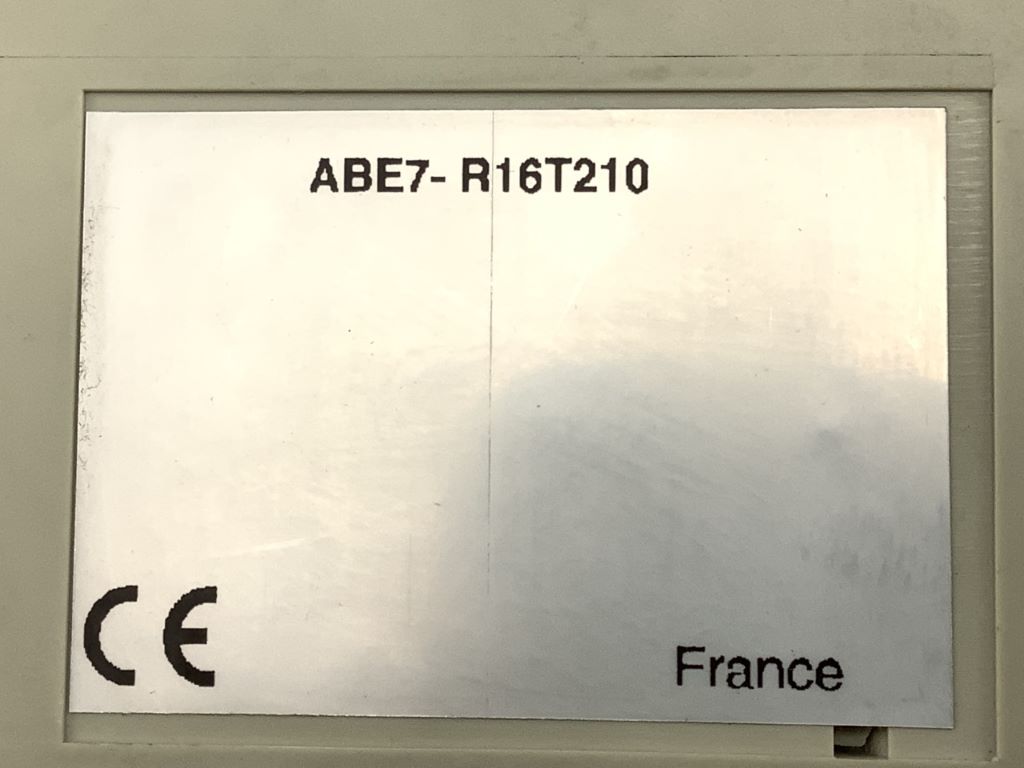 ABE7- R16T210
CE
France